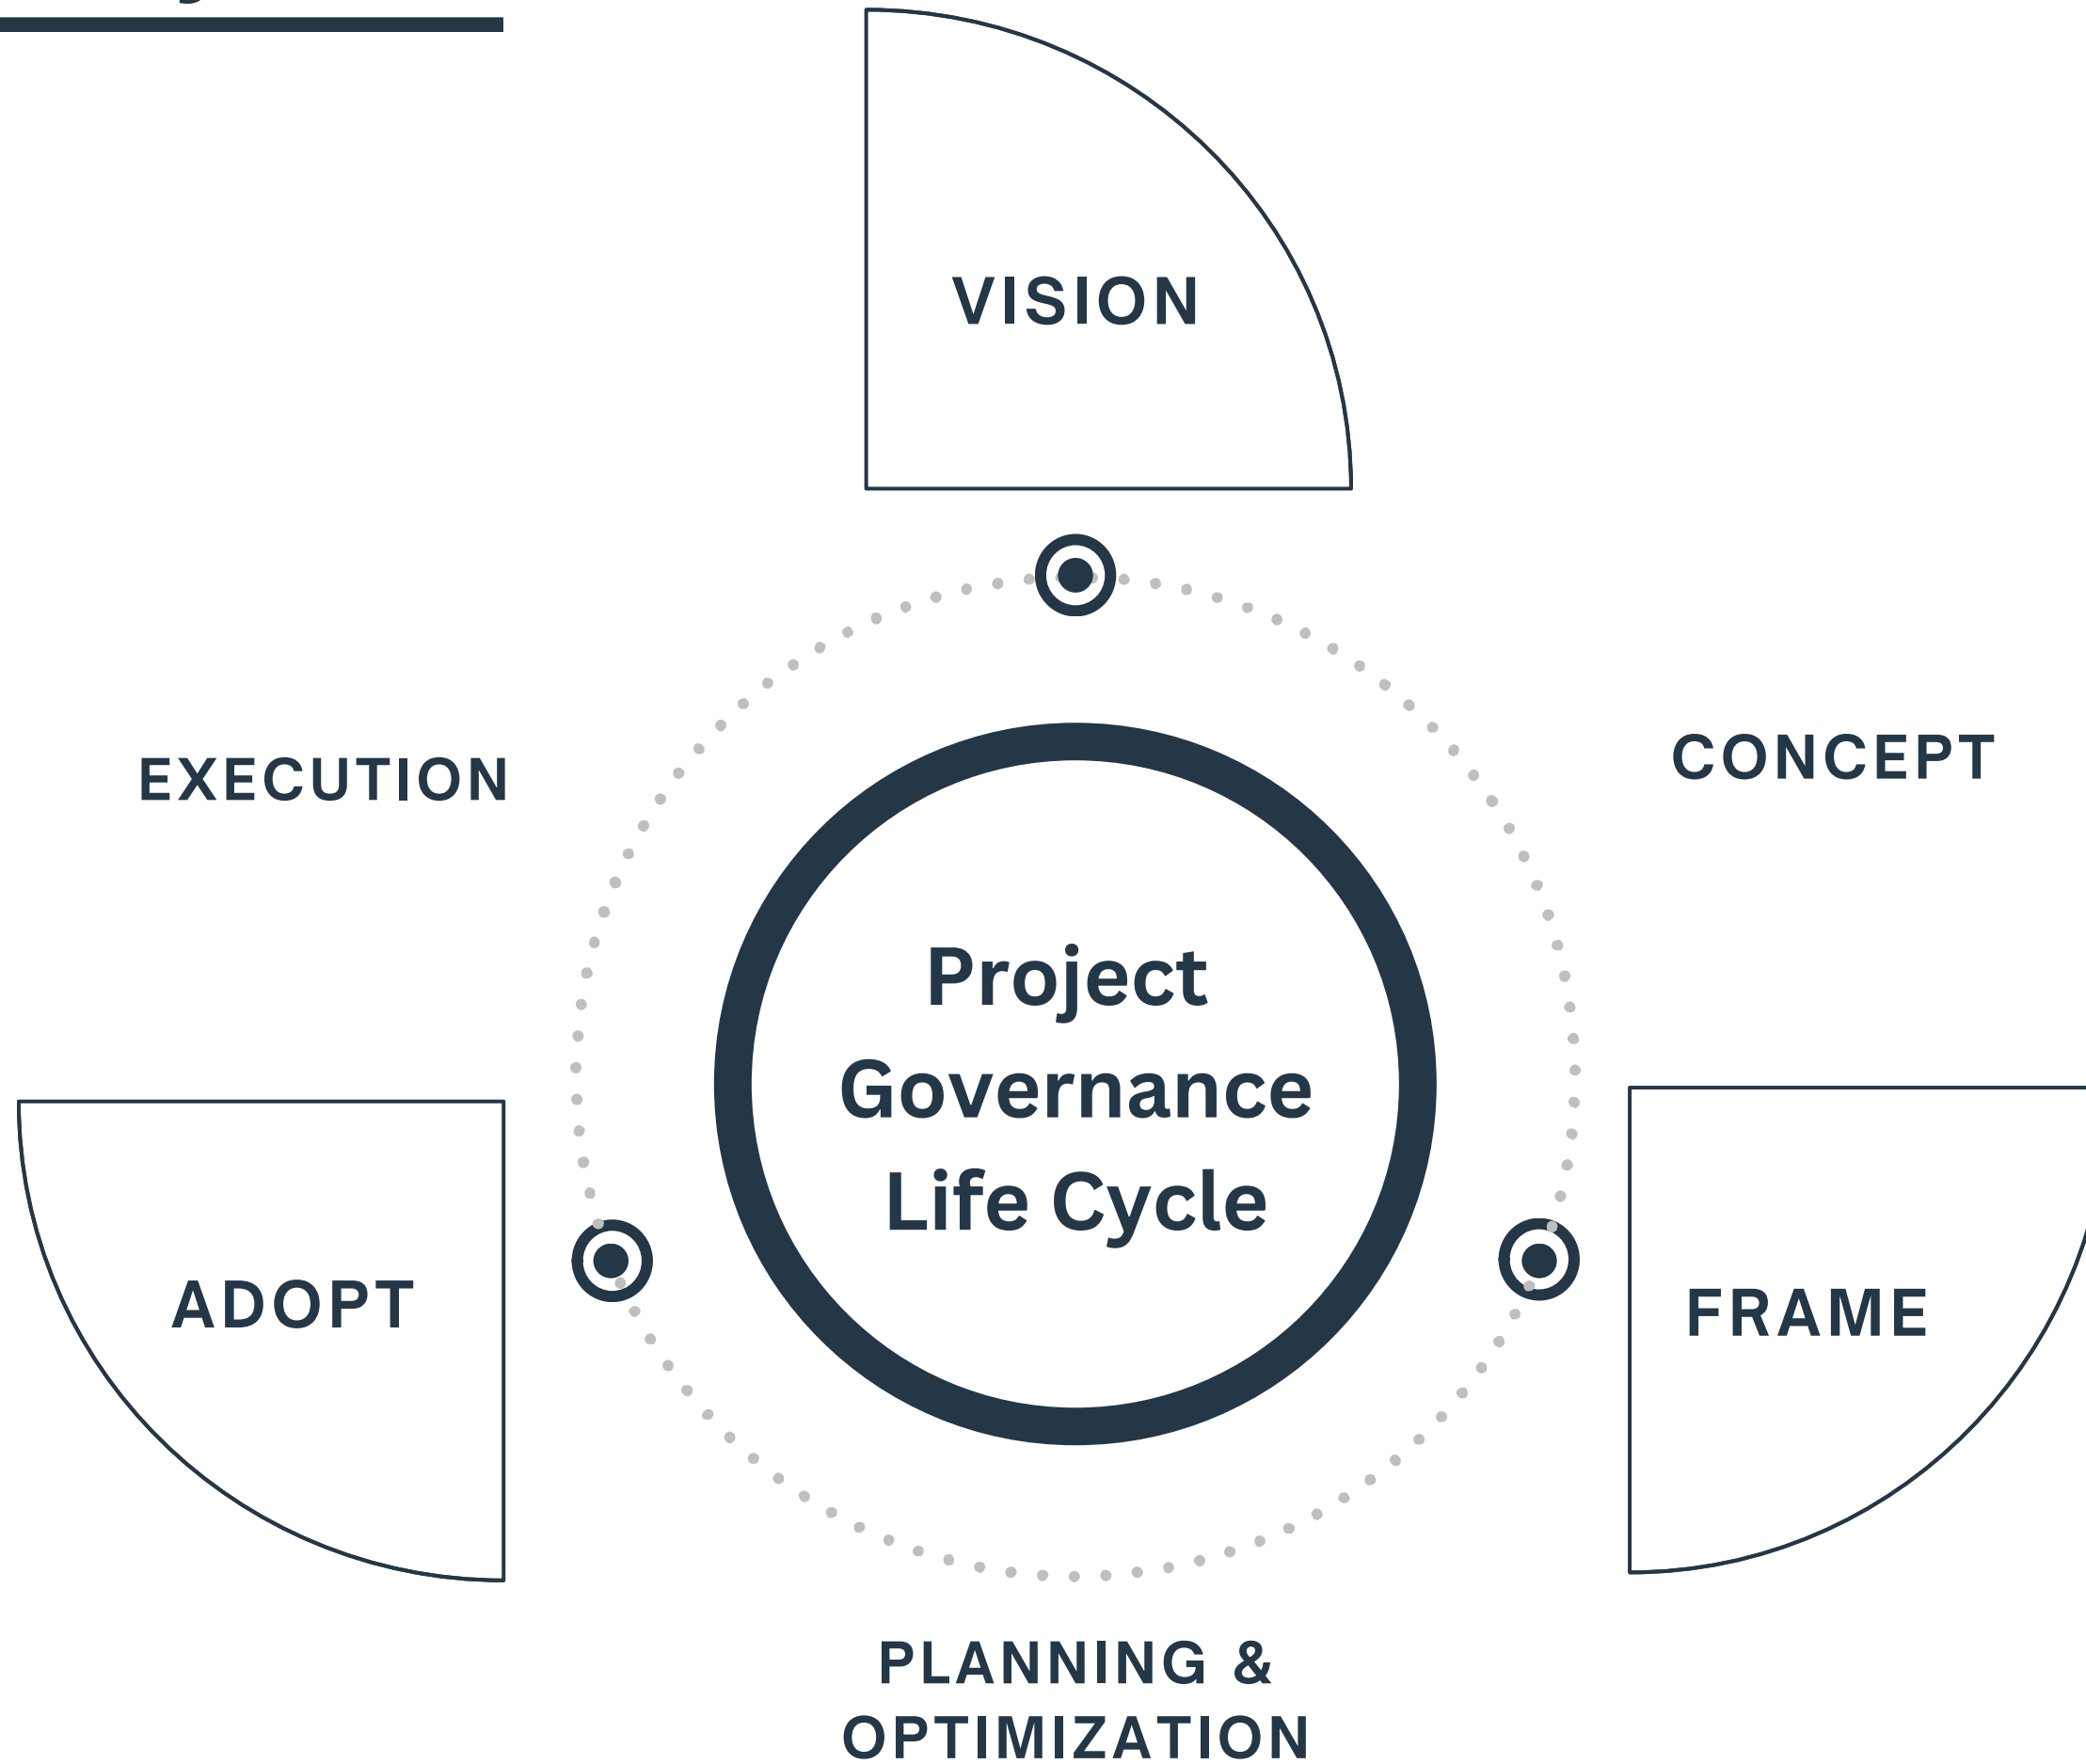 VISION
EXECUTION
CONCEPT
Project
Governance
Life Cycle
ADOPT
FRAME
PLANNING &
OPTIMIZATION